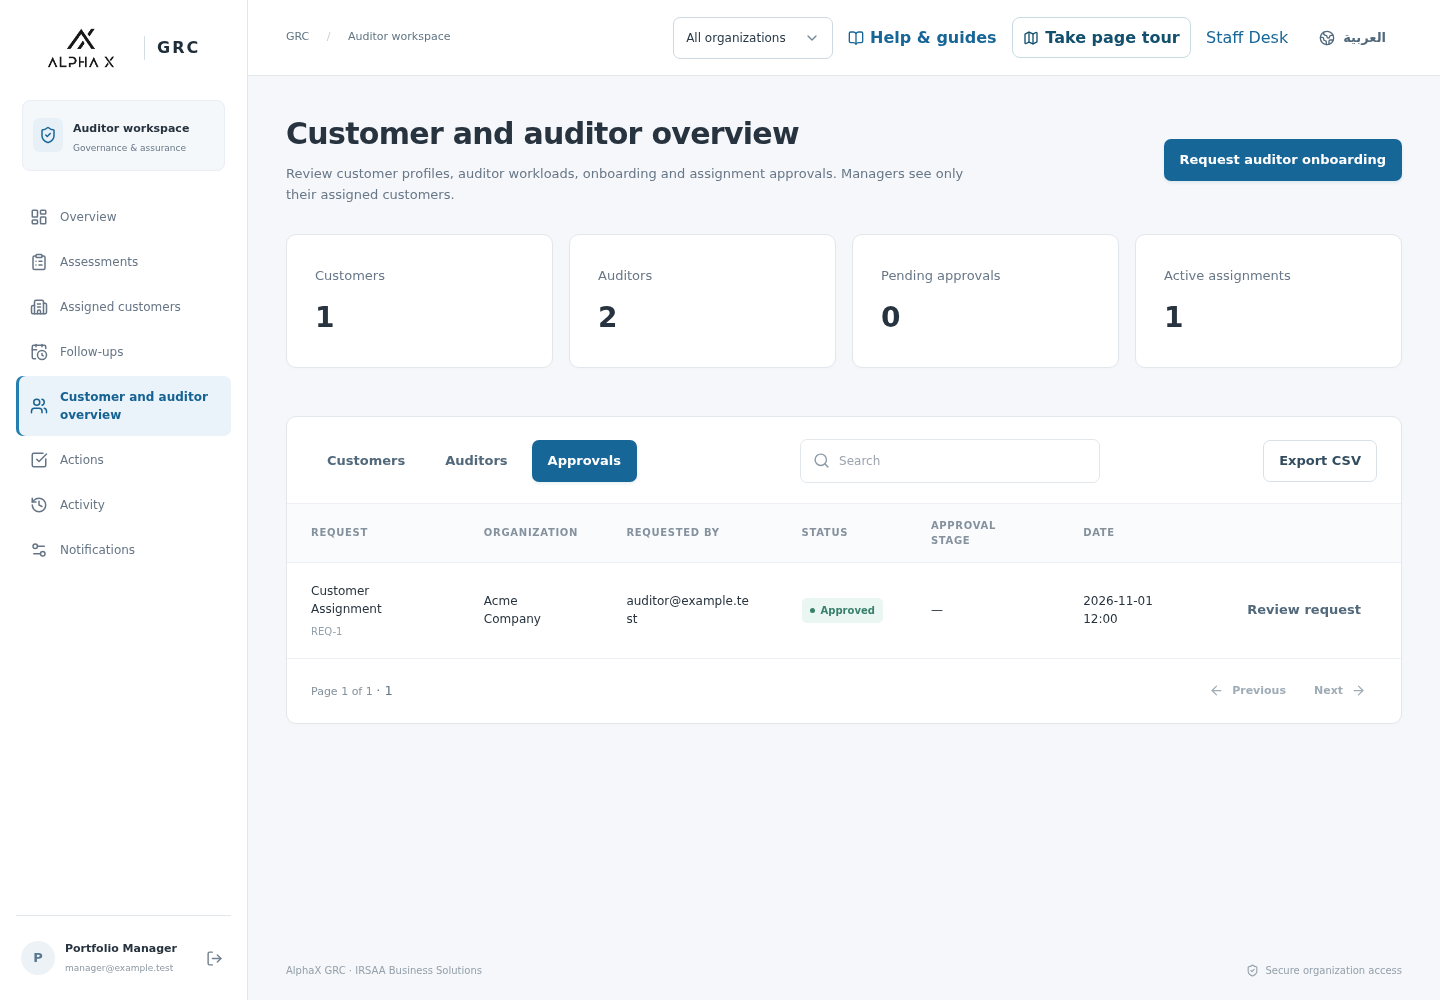 ALPHA X
GRC
Auditor workspace
Governance & assurance
Overview
Assessments
Assigned customers
Follow-ups
Customer and auditor
overview
Actions
Activity
Notifications
P
Portfolio Manager
manager@example.test
GRC / Auditor workspace
All organizations
Help & guides
Take page tour
Staff Desk
العربية
Customer and auditor overview
Review customer profiles, auditor workloads, onboarding and assignment approvals. Managers see only
their assigned customers.
Request auditor onboarding
Customers
1
Auditors
2
Pending approvals
0
Active assignments
1
Customers
Auditors
Approvals
Search
Export CSV
REQUEST
ORGANIZATION
REQUESTED BY
STATUS
APPROVAL
STAGE
DATE
Customer
Assignment
REQ-1
Acme
Company
auditor@example.te
st
Approved
—
2026-11-01
12:00
Review request
Page 1 of 1 · 1
Previous
Next
AlphaX GRC · IRSAA Business Solutions
Secure organization access